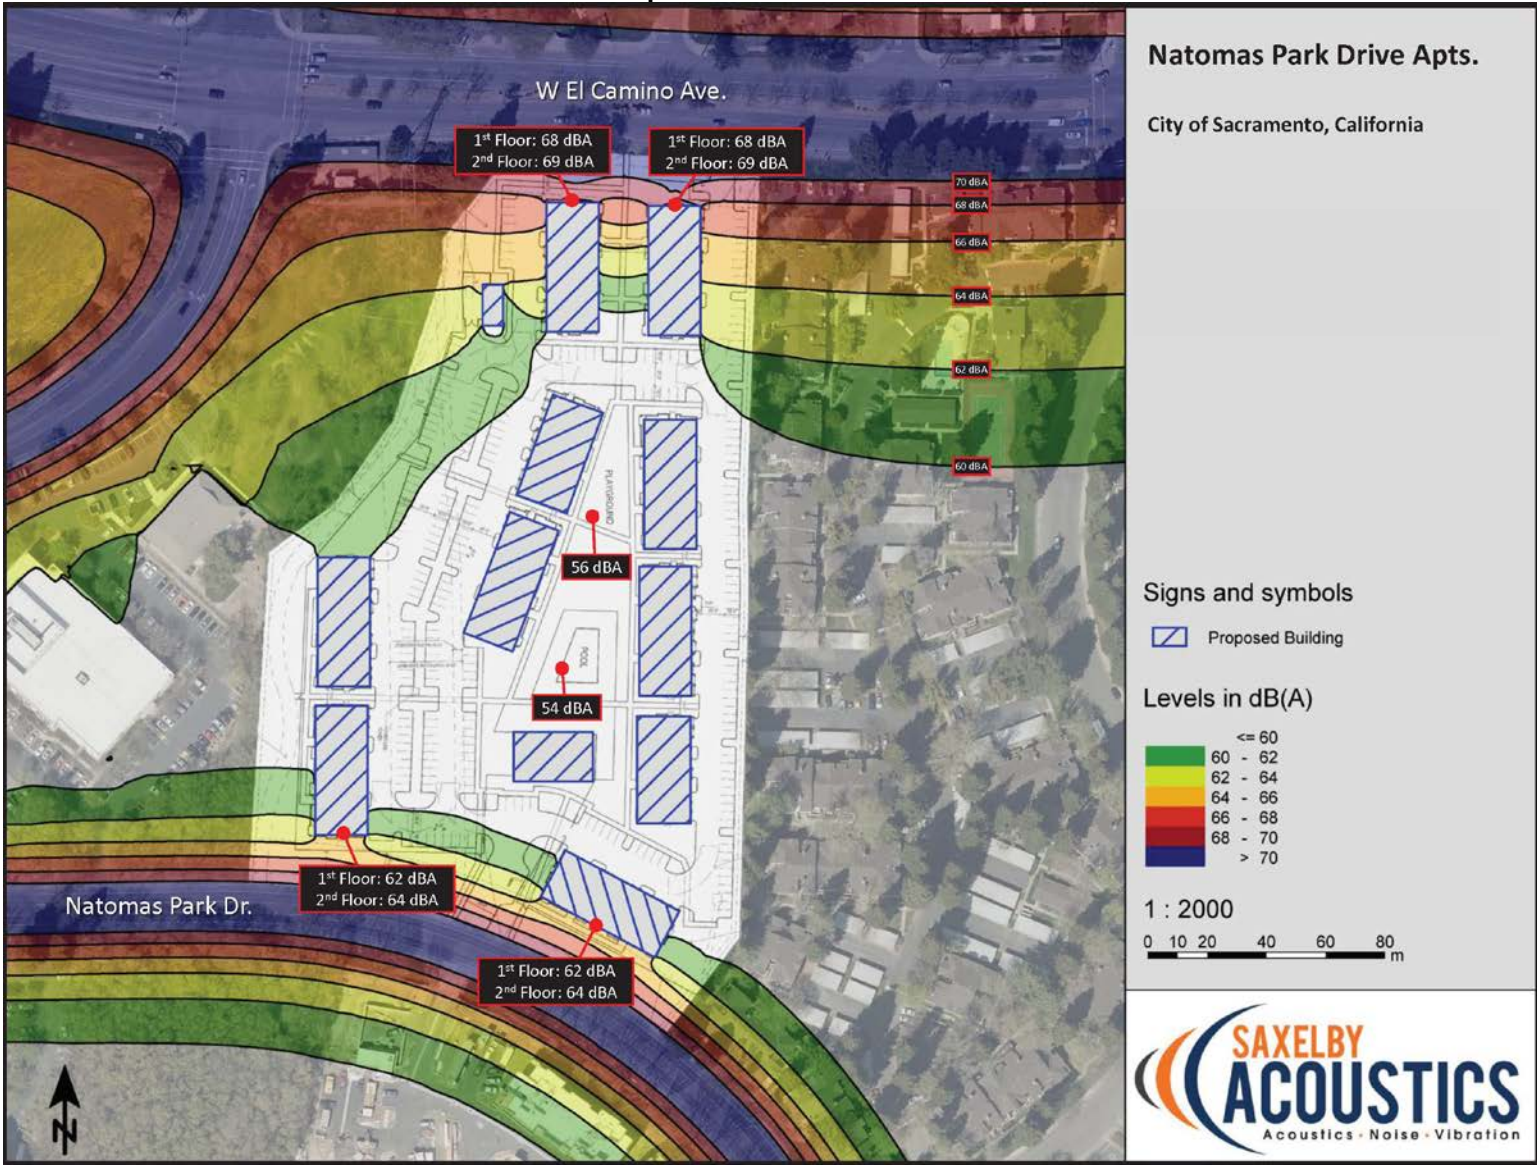 W El Camino Ave.
1st Floor: 68 dBA
2nd Floor: 69 dBA
1st Floor: 68 dBA
2nd Floor: 69 dBA
70 dBA
68 dBA
66 dBA
64 dBA
62 dBA
60 dBA
PLAYGROUND
56 dBA
POOL
54 dBA
1st Floor: 62 dBA
2nd Floor: 64 dBA
Natomas Park Dr.
1st Floor: 62 dBA
2nd Floor: 64 dBA
N
Natomas Park Drive Apts.
City of Sacramento, California
Signs and symbols
Proposed Building
Levels in dB(A)
<= 60
60 - 62
62 - 64
64 - 66
66 - 68
68 - 70
> 70
1 : 2000
0 10 20 40 60 80
m
SAXELBY
ACOUSTICS
Acoustics · Noise · Vibration